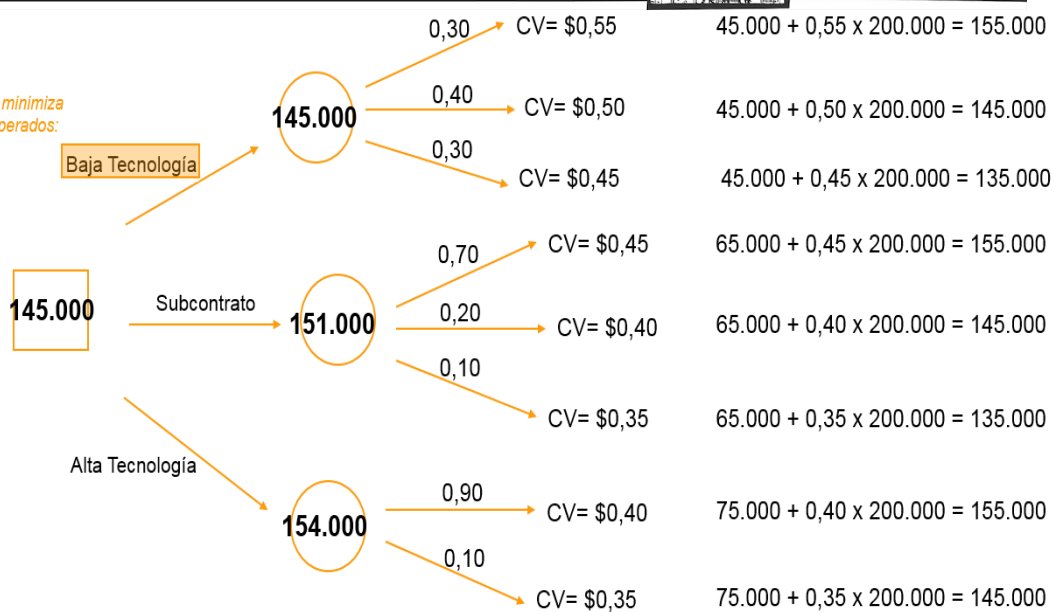 0,30 CV= $0,55 45.000 + 0,55 x 200.000 = 155.000
minimiza
perados:
0,40 CV= $0,50 45.000 + 0,50 x 200.000 = 145.000
145.000
Baja Tecnología
0,30 CV= $0,45 45.000 + 0,45 x 200.000 = 135.000
0,70 CV= $0,45 65.000 + 0,45 x 200.000 = 155.000
145.000
Subcontrato
151.000
0,20 CV= $0,40 65.000 + 0,40 x 200.000 = 145.000
0,10 CV= $0,35 65.000 + 0,35 x 200.000 = 135.000
Alta Tecnología
154.000
0,90 CV= $0,40 75.000 + 0,40 x 200.000 = 155.000
0,10 CV= $0,35 75.000 + 0,35 x 200.000 = 145.000